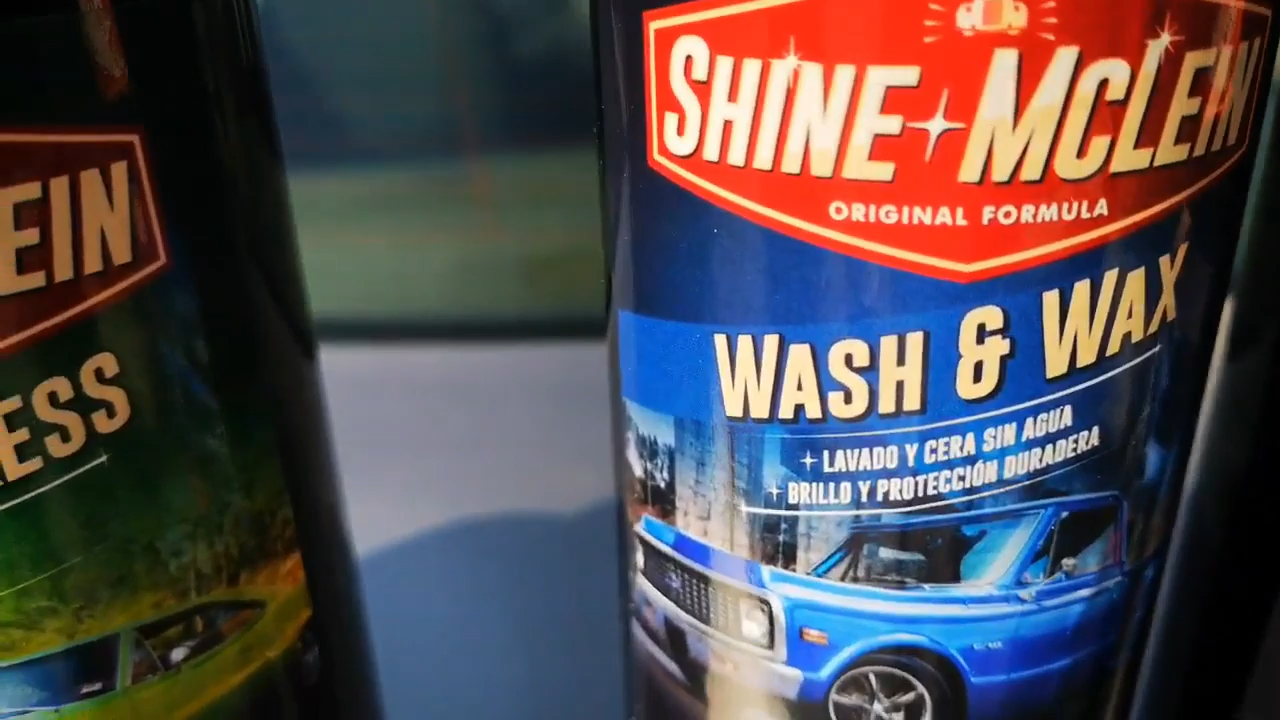 EIN
ESS
SHINE MCLEIN
ORIGINAL FORMULA
WASH & WAX
LAVADO Y CERA SIN AGUA
BRILLO Y PROTECCIÓN DURADERA